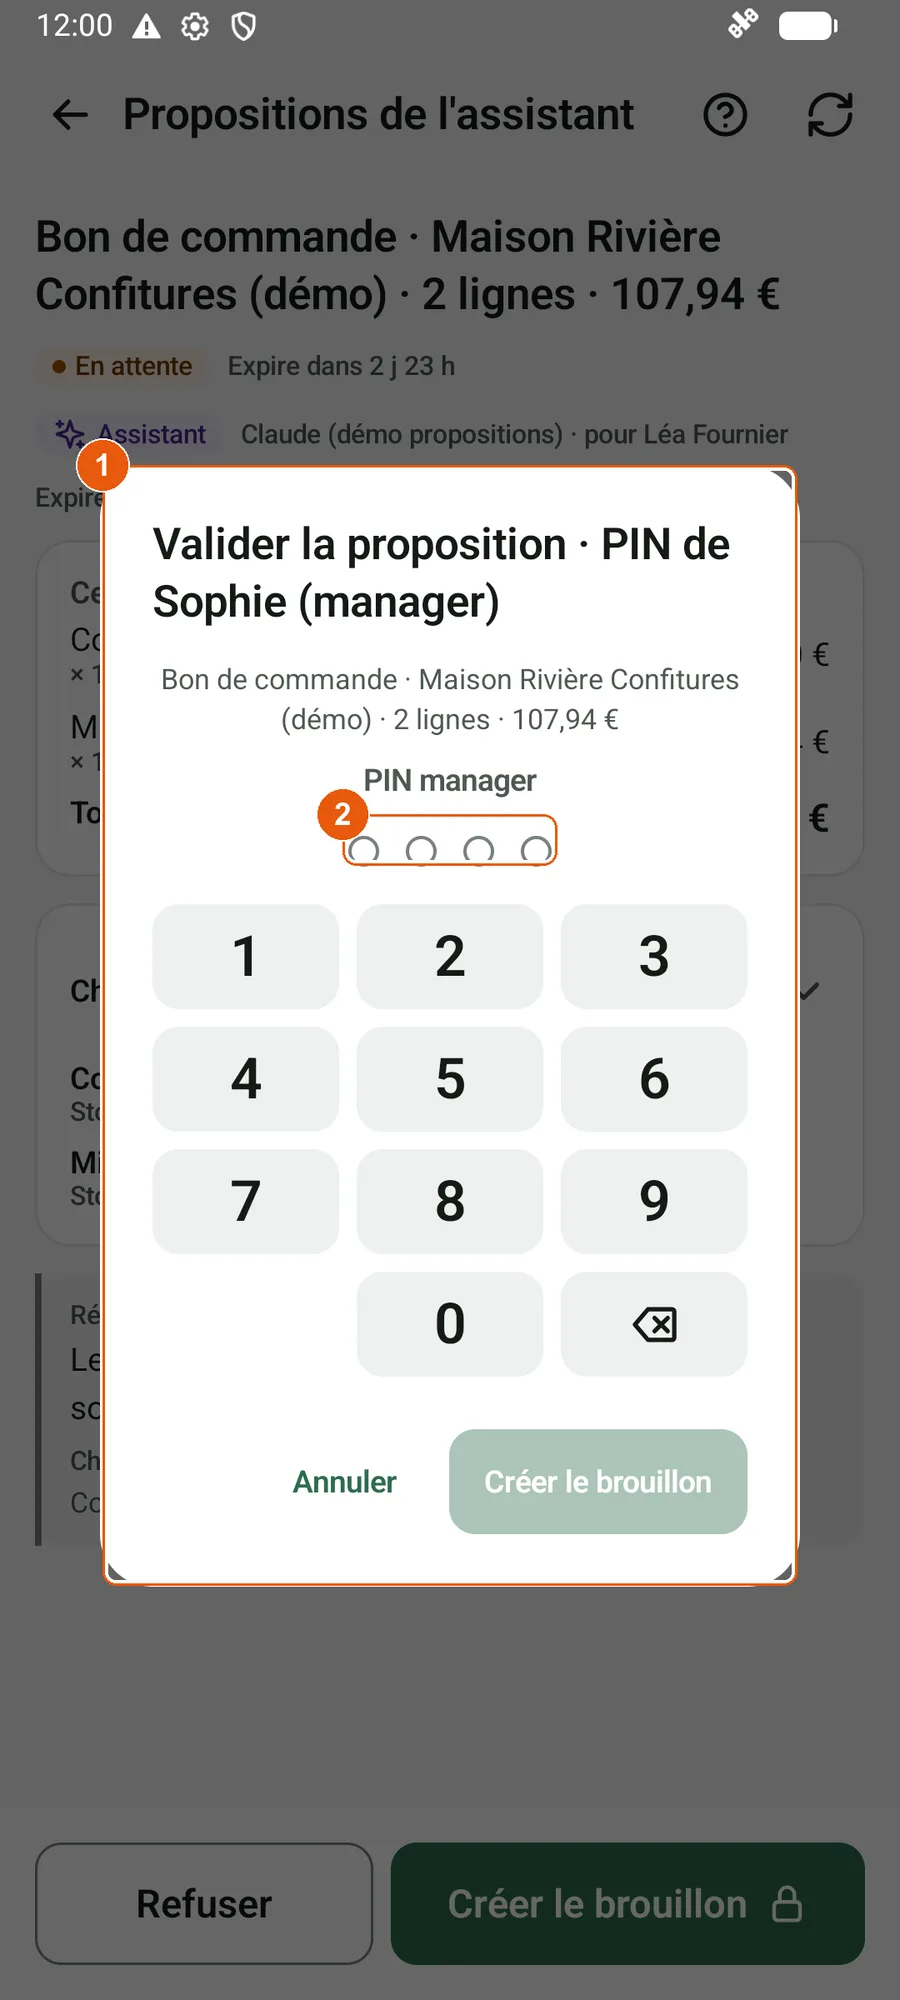 12:00
Propositions de l'assistant
Bon de commande · Maison Rivière
Confitures (démo) · 2 lignes · 107,94 €
En attente
Expire dans 2 j 23 h
Assistant
Claude (démo propositions) · pour Léa Fournier
Expire
1
Valider la proposition · PIN de
Sophie (manager)
Bon de commande · Maison Rivière Confitures
(démo) · 2 lignes · 107,94 €
PIN manager
2
1 2 3
4 5 6
7 8 9
0
Annuler
Créer le brouillon
€
€
€
Refuser
Créer le brouillon